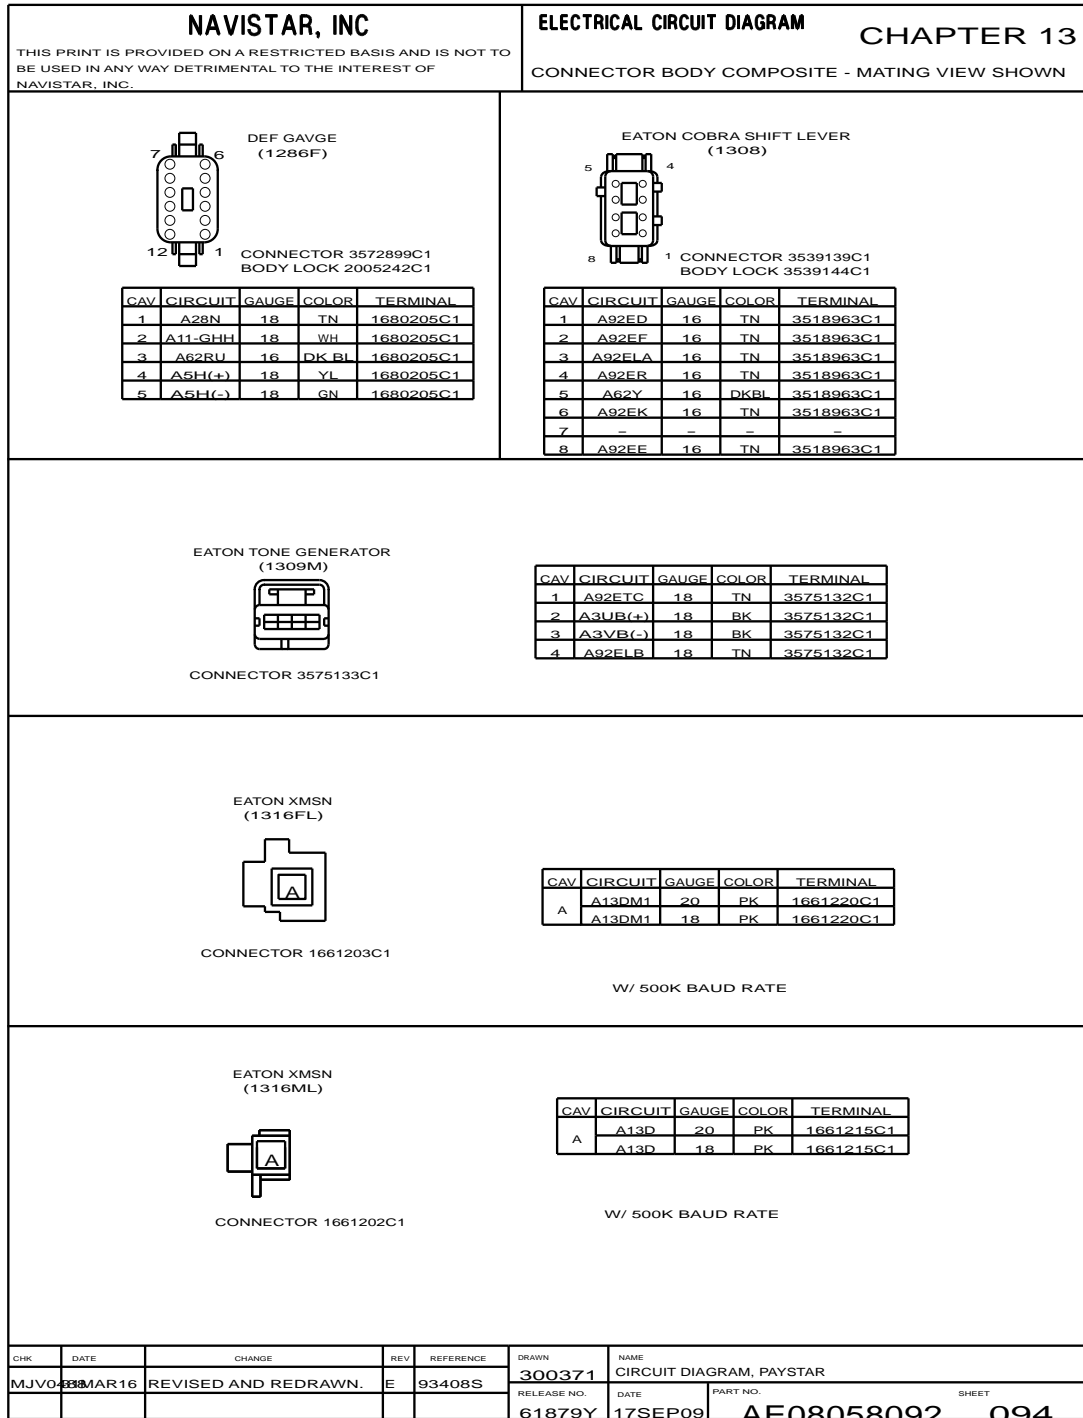 NAVISTAR, INC
THIS PRINT IS PROVIDED ON A RESTRICTED BASIS AND IS NOT TO
BE USED IN ANY WAY DETRIMENTAL TO THE INTEREST OF
NAVISTAR, INC.
ELECTRICAL CIRCUIT DIAGRAM
CHAPTER 13
CONNECTOR BODY COMPOSITE - MATING VIEW SHOWN
DEF GAVGE
(1286F)
7 6
12 1
CONNECTOR 3572899C1
BODY LOCK 2005242C1
CAV CIRCUIT GAUGE COLOR TERMINAL
1 A28N 18 TN 1680205C1
2 A11-GHH 18 WH 1680205C1
3 A62RU 16 DK BL 1680205C1
4 A5H(+) 18 YL 1680205C1
5 A5H(-) 18 GN 1680205C1
EATON COBRA SHIFT LEVER
(1308)
5 4
8 1
CONNECTOR 3539139C1
BODY LOCK 3539144C1
CAV CIRCUIT GAUGE COLOR TERMINAL
1 A92ED 16 TN 3518963C1
2 A92EF 16 TN 3518963C1
3 A92ELA 16 TN 3518963C1
4 A92ER 16 TN 3518963C1
5 A62Y 16 DKBL 3518963C1
6 A92EK 16 TN 3518963C1
7 – – – –
8 A92EE 16 TN 3518963C1
EATON TONE GENERATOR
(1309M)
CONNECTOR 3575133C1
CAV CIRCUIT GAUGE COLOR TERMINAL
1 A92ETC 18 TN 3575132C1
2 A3UB(+) 18 BK 3575132C1
3 A3VB(-) 18 BK 3575132C1
4 A92ELB 18 TN 3575132C1
EATON XMSN
(1316FL)
A
CONNECTOR 1661203C1
CAV CIRCUIT GAUGE COLOR TERMINAL
A A13DM1 20 PK 1661220C1
A13DM1 18 PK 1661220C1
W/ 500K BAUD RATE
EATON XMSN
(1316ML)
A
CONNECTOR 1661202C1
CAV CIRCUIT GAUGE COLOR TERMINAL
A A13D 20 PK 1661215C1
A13D 18 PK 1661215C1
W/ 500K BAUD RATE
CHK DATE CHANGE REV REFERENCE
REVISED AND REDRAWN. E 93408S
DRAWN
300371
NAME
CIRCUIT DIAGRAM, PAYSTAR
RELEASE NO.
61879Y
DATE
17SEP09
PART NO.
AE08058092
SHEET
094